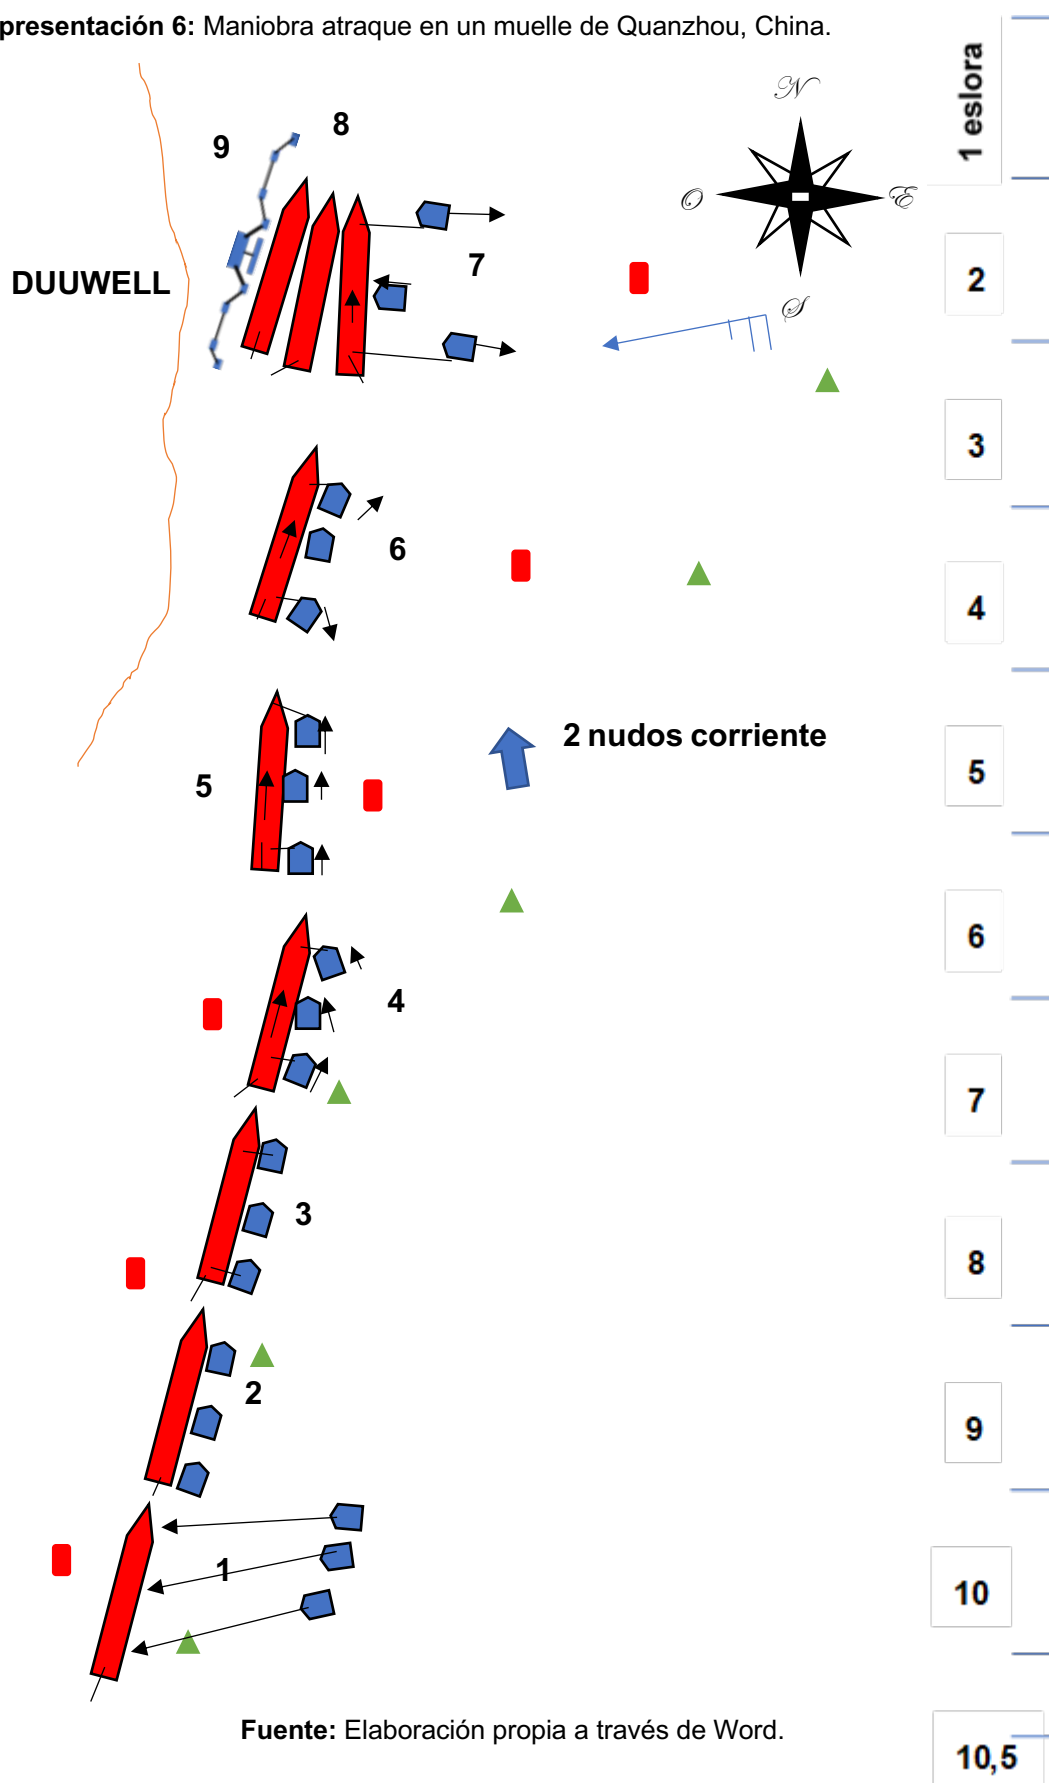 presentación 6: Maniobra atraque en un muelle de Quanzhou, China.
1 eslora
N
8
9
O
E
7
DUUWELL
2
S
3
6
4
2 nudos corriente
5
5
6
4
7
3
8
2
9
1
10
Fuente: Elaboración propia a través de Word.
10,5